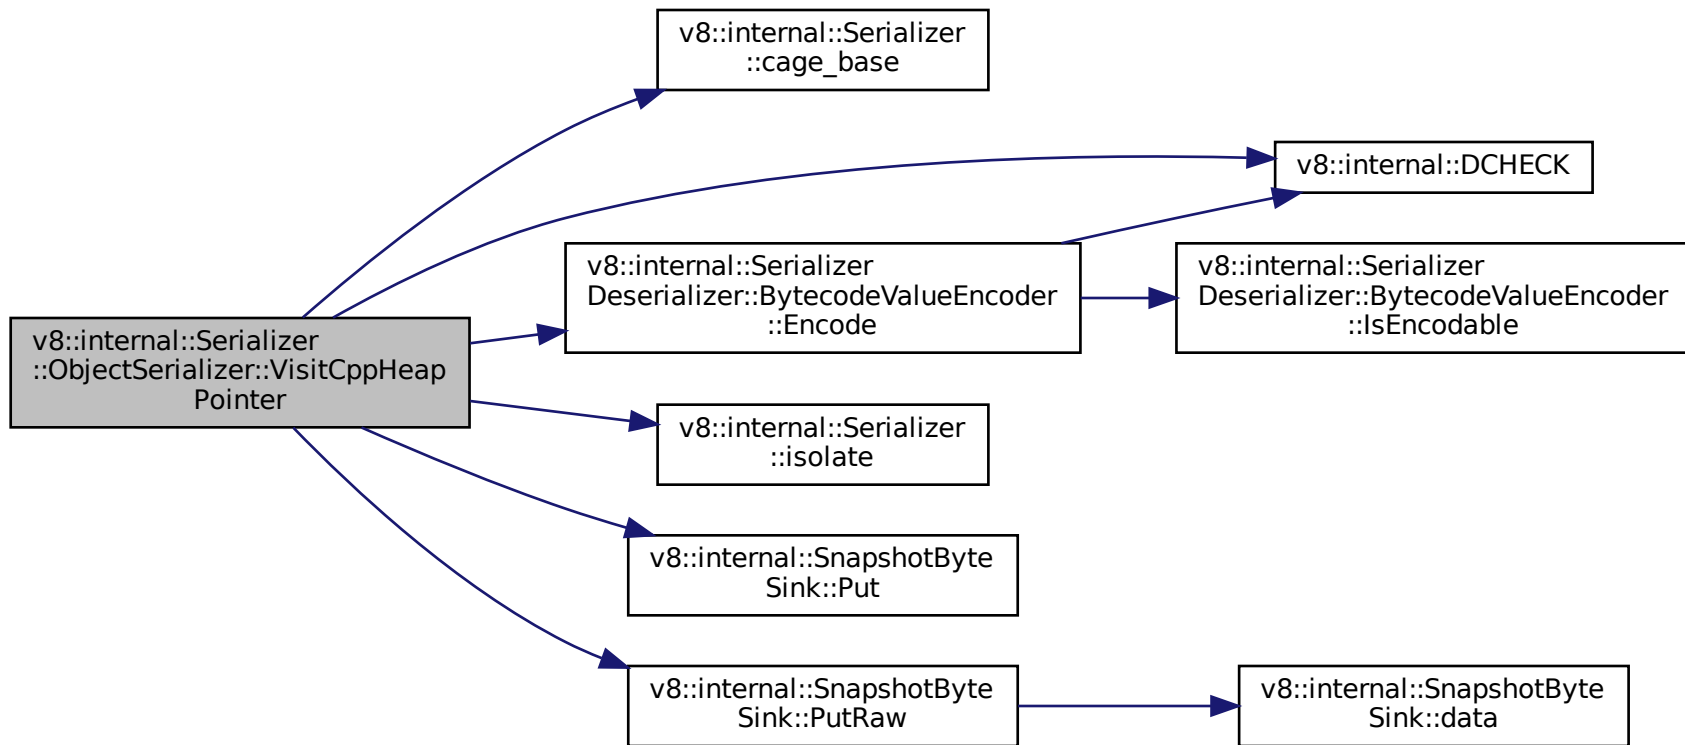 v8::internal::Serializer
::cage_base
v8::internal::DCHECK
v8::internal::Serializer
Deserializer::BytecodeValueEncoder
::Encode
v8::internal::Serializer
Deserializer::BytecodeValueEncoder
::IsEncodable
v8::internal::Serializer
::ObjectSerializer::VisitCppHeap
Pointer
v8::internal::Serializer
::isolate
v8::internal::SnapshotByte
Sink::Put
v8::internal::SnapshotByte
Sink::PutRaw
v8::internal::SnapshotByte
Sink::data